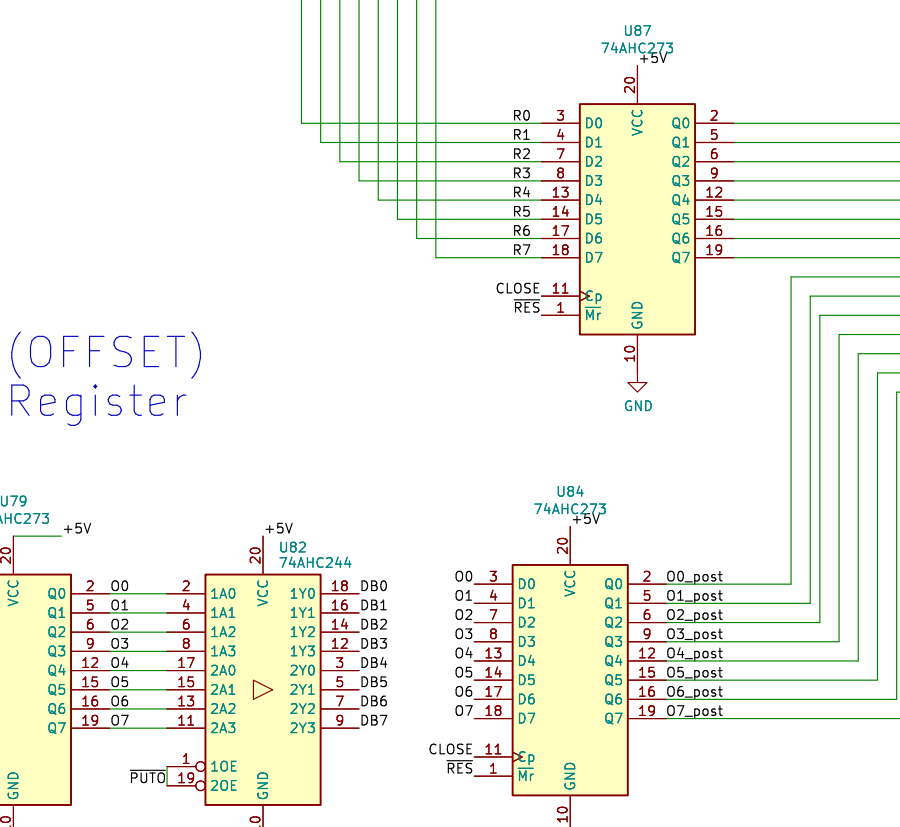 U87
74AHC273
+5V
20
VCC
R0 3 D0 Q0 2
R1 4 D1 Q1 5
R2 7 D2 Q2 6
R3 8 D3 Q3 9
R4 13 D4 Q4 12
R5 14 D5 Q5 15
R6 17 D6 Q6 16
R7 18 D7 Q7 19
CLOSE 11 Cp
RES 1 Mr
GND
10
GND
(OFFSET)
Register
U79
AHC273
+5V
20
VCC
Q0 2 O0
Q1 5 O1
Q2 6 O2
Q3 9 O3
Q4 12 O4
Q5 15 O5
Q6 16 O6
Q7 19 O7
GND
10
+5V
U82
74AHC244
20
VCC
2 1A0 1Y0 18 DB0
4 1A1 1Y1 16 DB1
6 1A2 1Y2 14 DB2
8 1A3 1Y3 12 DB3
17 2A0 2Y0 3 DB4
15 2A1 2Y1 5 DB5
13 2A2 2Y2 7 DB6
11 2A3 2Y3 9 DB7
1 1OE
PUTO 19 2OE
GND
10
U84
74AHC273
+5V
20
VCC
O0 3 D0 Q0 2 O0_post
O1 4 D1 Q1 5 O1_post
O2 7 D2 Q2 6 O2_post
O3 8 D3 Q3 9 O3_post
O4 13 D4 Q4 12 O4_post
O5 14 D5 Q5 15 O5_post
O6 17 D6 Q6 16 O6_post
O7 18 D7 Q7 19 O7_post
CLOSE 11 Cp
RES 1 Mr
GND
10